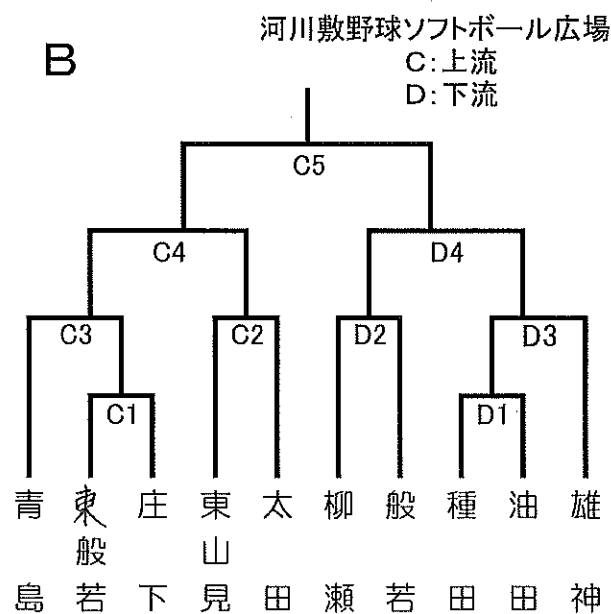 河川敷野球ソフトボール広場
B
C:上流
D:下流
C5
C4
D4
C3
C2
D2
D3
C1
D1
青島
東般若
庄下
東山見
太田
柳瀬
般若
種田
油田
雄神